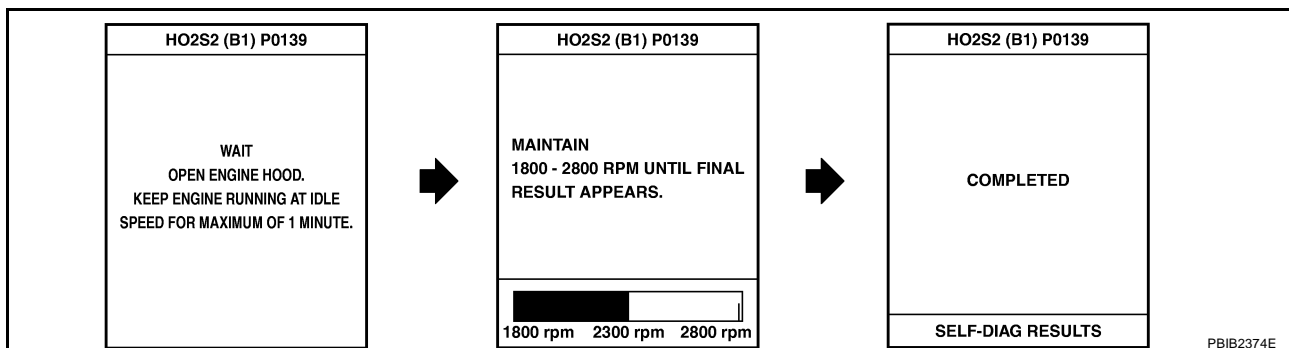 HO2S2 (B1) P0139
WAIT
OPEN ENGINE HOOD.
KEEP ENGINE RUNNING AT IDLE
SPEED FOR MAXIMUM OF 1 MINUTE.
HO2S2 (B1) P0139
MAINTAIN
1800 - 2800 RPM UNTIL FINAL
RESULT APPEARS.
1800 rpm 2300 rpm 2800 rpm
HO2S2 (B1) P0139
COMPLETED
SELF-DIAG RESULTS
PBIB2374E